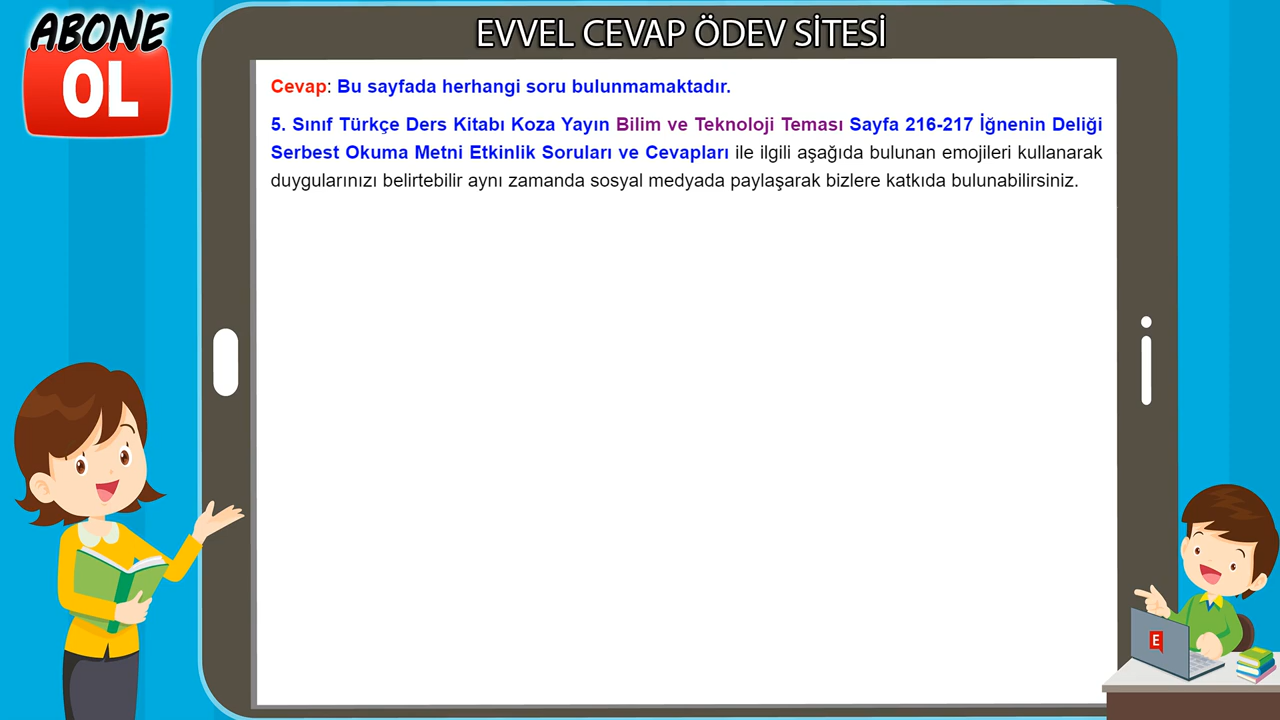 ABONE
OL
EVVEL CEVAP ÖDEV SİTESİ
Cevap: Bu sayfada herhangi soru bulunmamaktadır.
5. Sınıf Türkçe Ders Kitabı Koza Yayın Bilim ve Teknoloji Teması Sayfa 216-217 İğnenin Deliği
Serbest Okuma Metni Etkinlik Soruları ve Cevapları ile ilgili aşağıda bulunan emojileri kullanarak
duygularınızı belirtebilir aynı zamanda sosyal medyada paylaşarak bizlere katkıda bulunabilirsiniz.
E